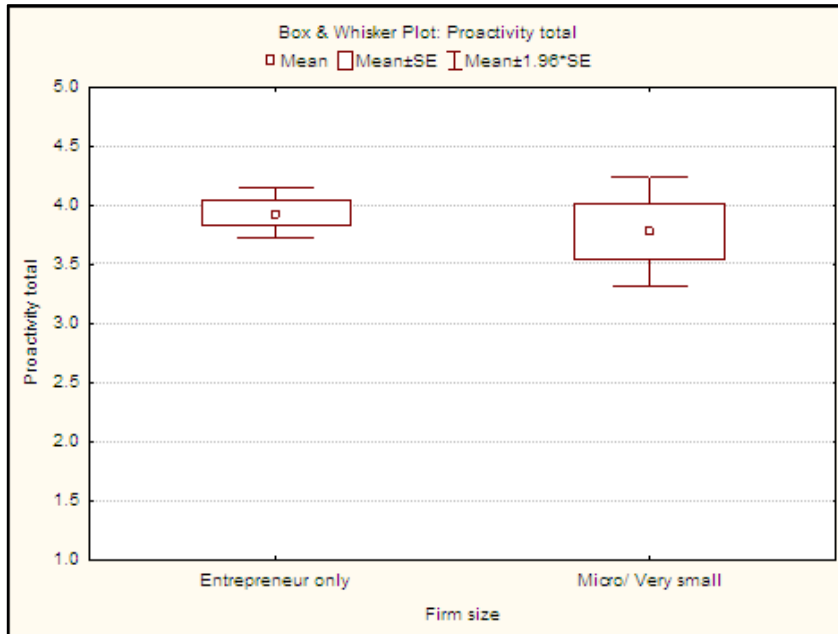 Box & Whisker Plot: Proactivity total
Mean Mean±SE Mean±1.96*SE
5.0
4.5
4.0
3.5
3.0
2.5
2.0
1.5
1.0
Proactivity total
Entrepreneur only Micro/ Very small
Firm size